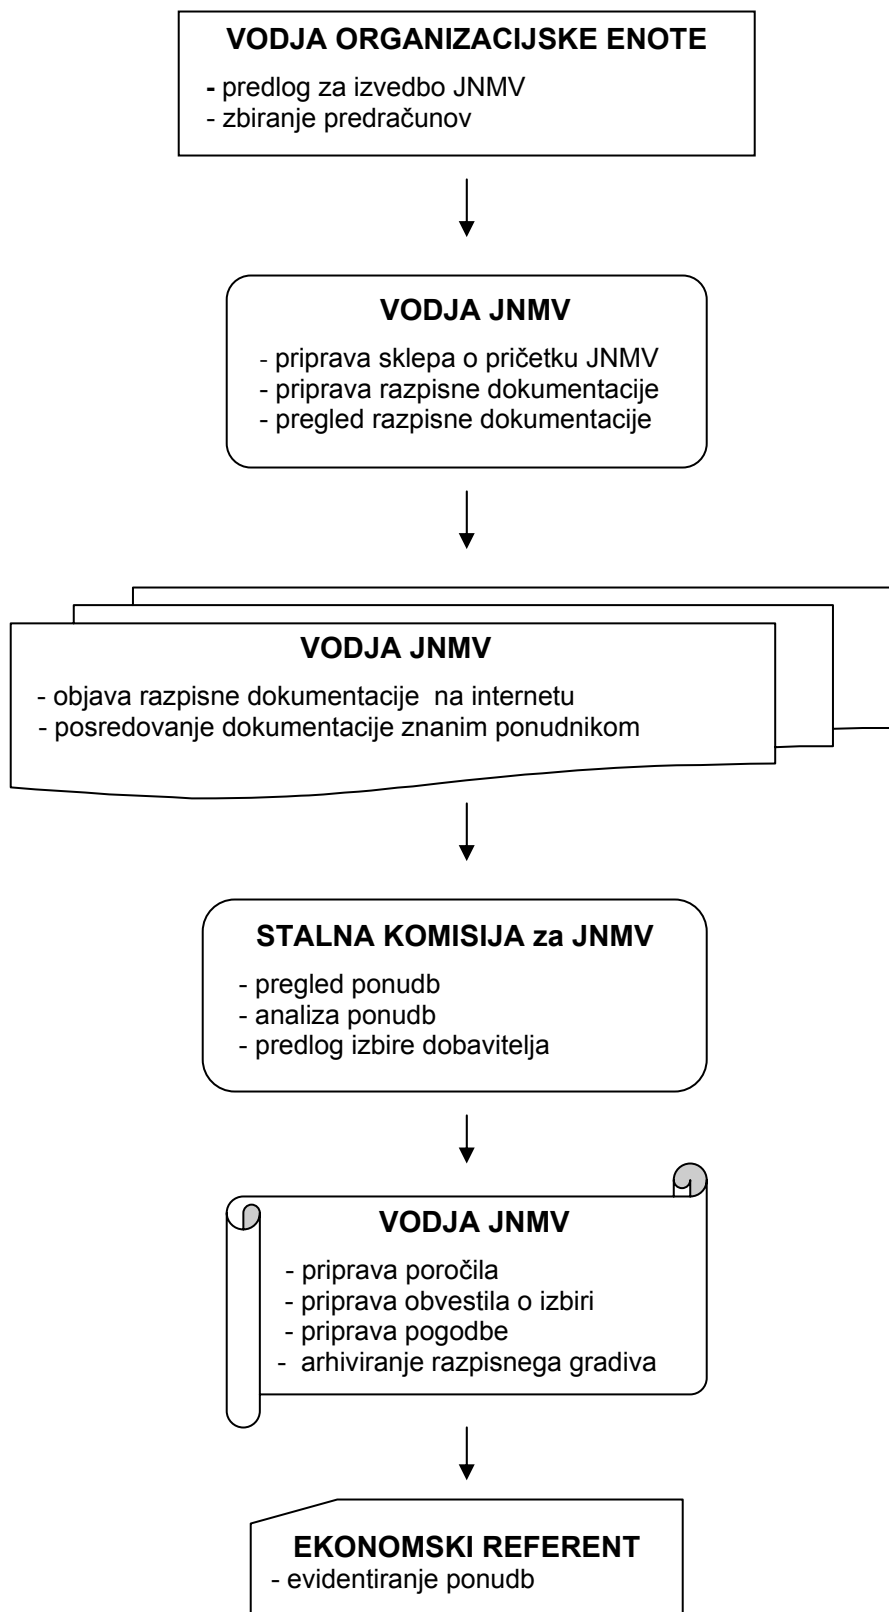 VODJA ORGANIZACIJSKE ENOTE
- predlog za izvedbo JNMV
- zbiranje predračunov
VODJA JNMV
- priprava sklepa o pričetku JNMV
- priprava razpisne dokumentacije
- pregled razpisne dokumentacije
VODJA JNMV
- objava razpisne dokumentacije na internetu
- posredovanje dokumentacije znanim ponudnikom
STALNA KOMISIJA za JNMV
- pregled ponudb
- analiza ponudb
- predlog izbire dobavitelja
VODJA JNMV
- priprava poročila
- priprava obvestila o izbiri
- priprava pogodbe
- arhiviranje razpisnega gradiva
EKONOMSKI REFERENT
- evidentiranje ponudb